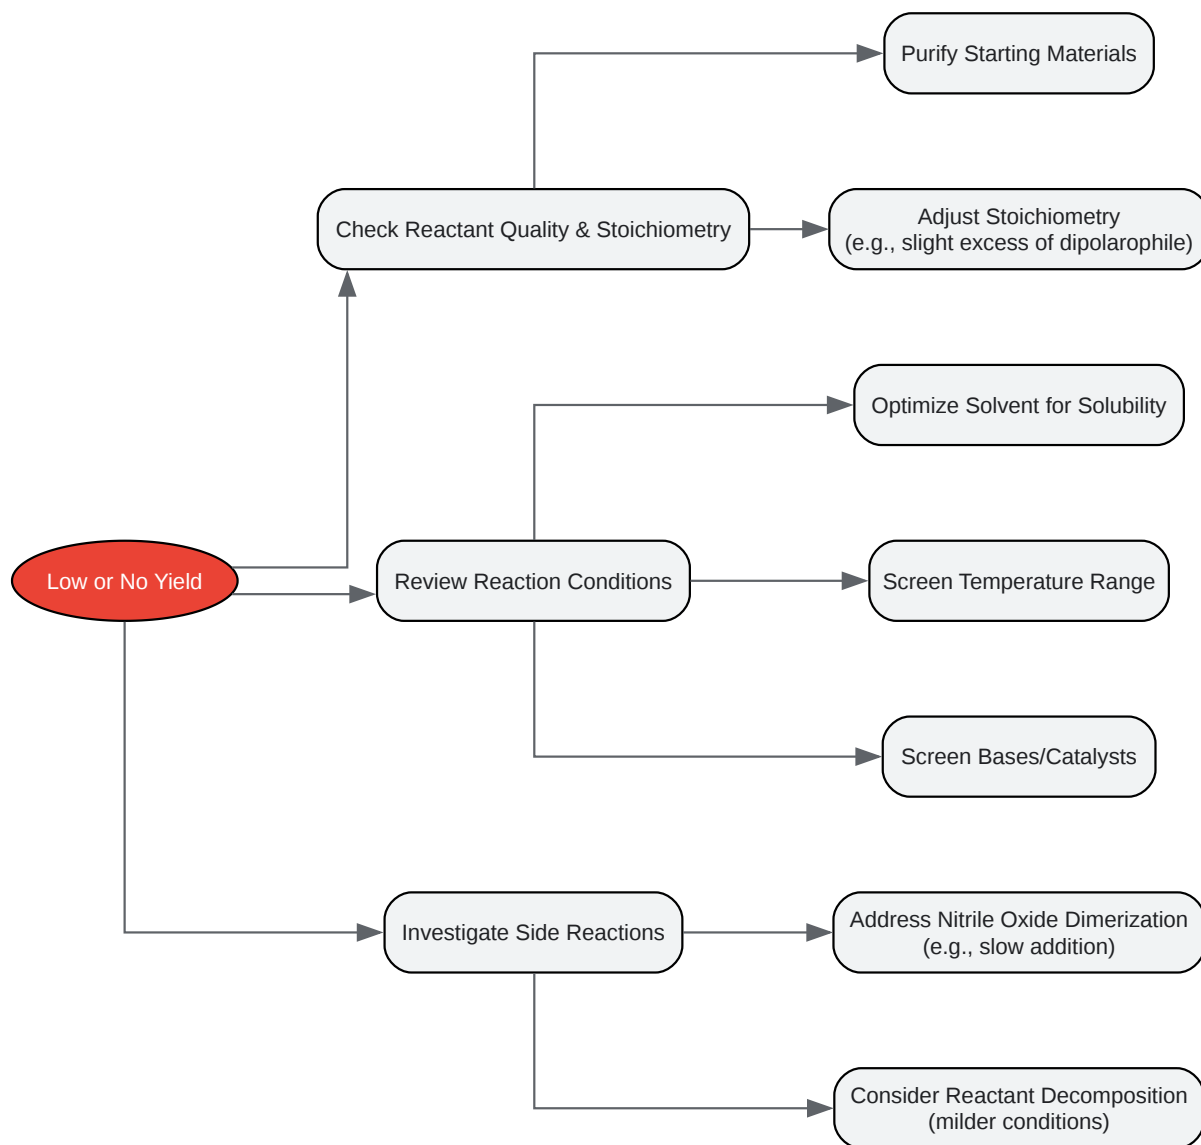 Purify Starting Materials
Check Reactant Quality & Stoichiometry
Adjust Stoichiometry
(e.g., slight excess of dipolarophile)
Optimize Solvent for Solubility
Low or No Yield
Review Reaction Conditions
Screen Temperature Range
Screen Bases/Catalysts
Investigate Side Reactions
Address Nitrile Oxide Dimerization
(e.g., slow addition)
Consider Reactant Decomposition
(milder conditions)